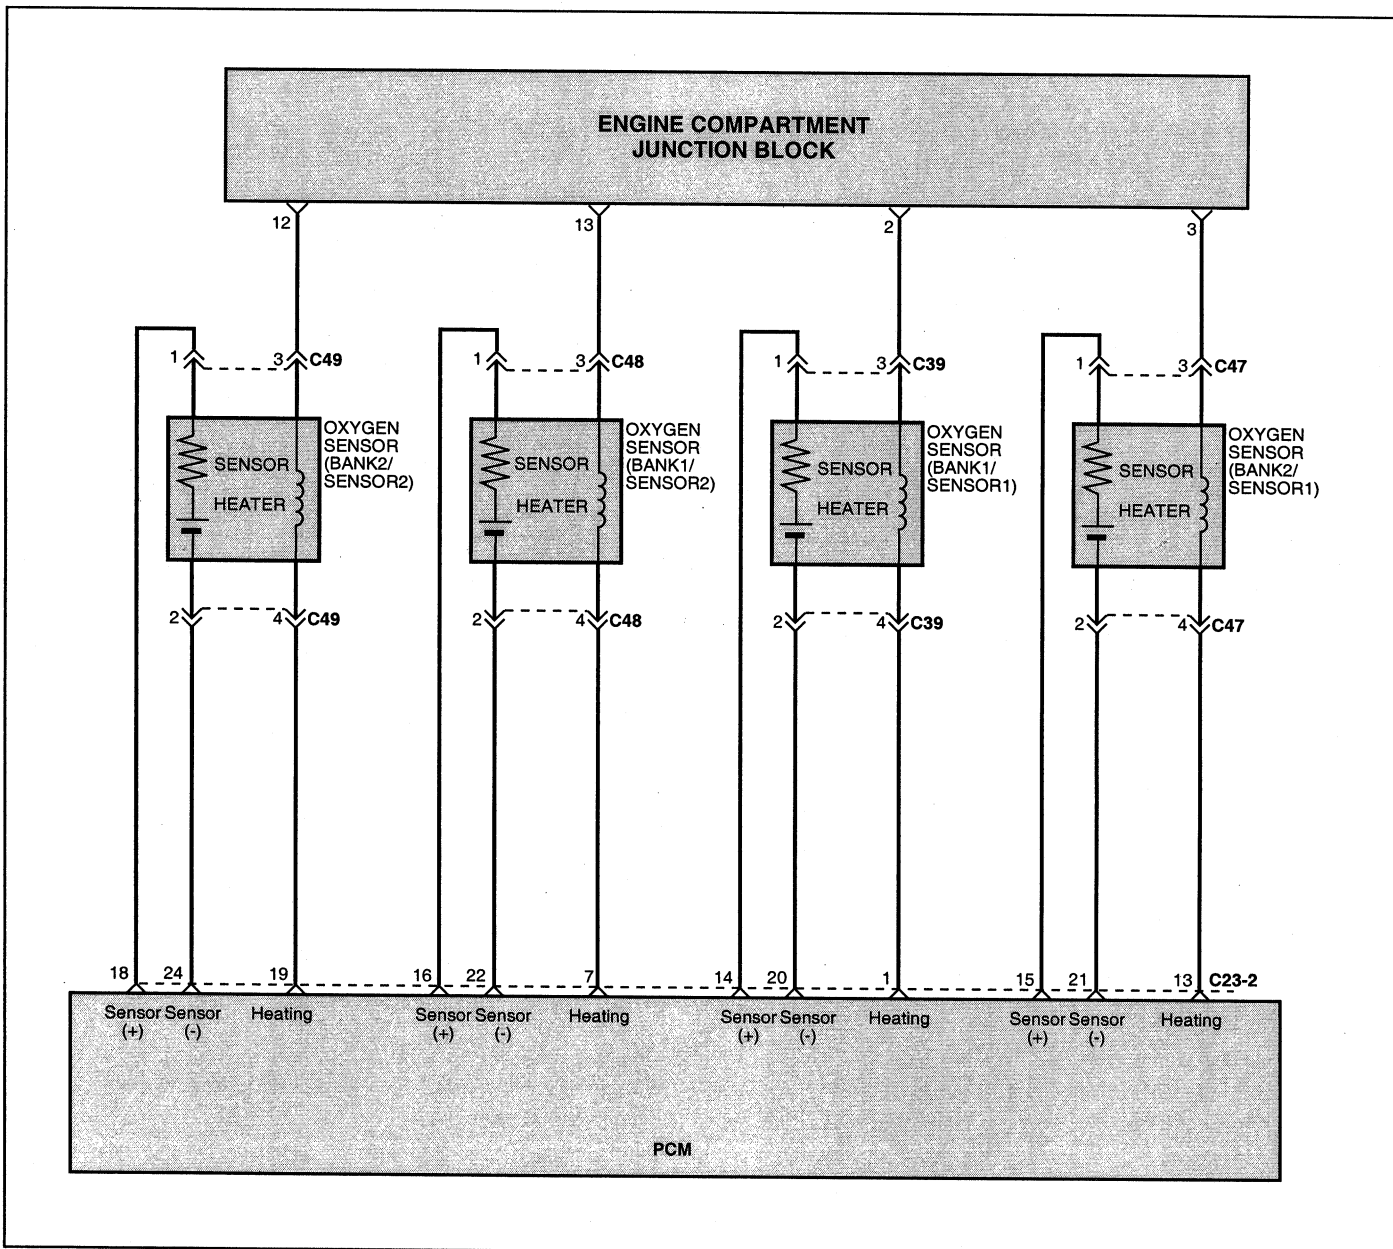 ENGINE COMPARTMENT
JUNCTION BLOCK
12
13
2
3
1
3
C49
1
3
C48
1
3
C39
1
3
C47
SENSOR
HEATER
OXYGEN
SENSOR
(BANK2/
SENSOR2)
SENSOR
HEATER
OXYGEN
SENSOR
(BANK1/
SENSOR2)
SENSOR
HEATER
OXYGEN
SENSOR
(BANK1/
SENSOR1)
SENSOR
HEATER
OXYGEN
SENSOR
(BANK2/
SENSOR1)
2
4
C49
2
4
C48
2
4
C39
2
4
C47
18
24
19
16
22
7
14
20
1
15
21
13
C23-2
Sensor
(+)
Sensor
(-)
Heating
Sensor
(+)
Sensor
(-)
Heating
Sensor
(+)
Sensor
(-)
Heating
Sensor
(+)
Sensor
(-)
Heating
PCM